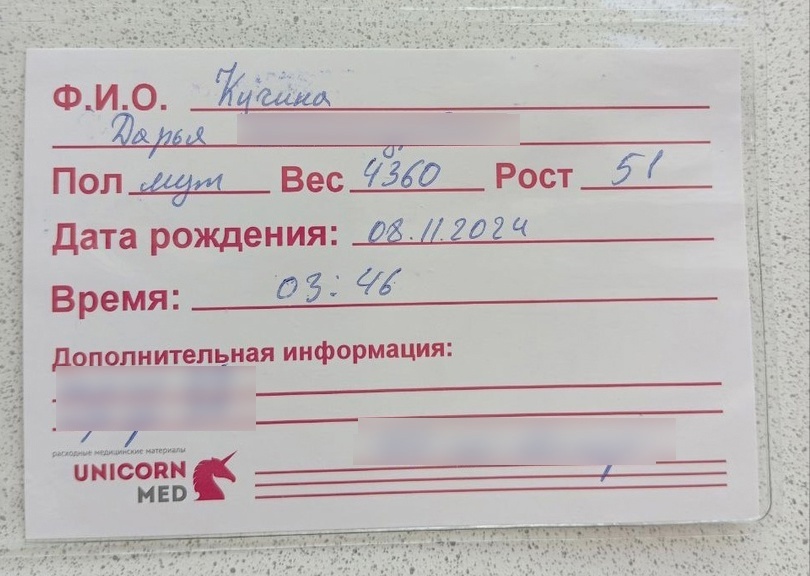 Ф.И.О. Кучина
Дарья
Пол муж Вес 4360 Рост 51
Дата рождения: 08.11.2024
Время: 03:46
Дополнительная информация:
расходные медицинские материалы
UNICORN
MED